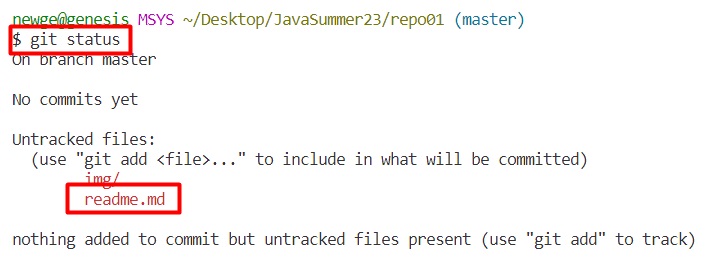 newge@genesis MSYS ~/Desktop/JavaSummer23/repo01 (master)
$ git status
On branch master
No commits yet
Untracked files:
(use "git add <file>..." to include in what will be committed)
img/
readme.md
nothing added to commit but untracked files present (use "git add" to track)